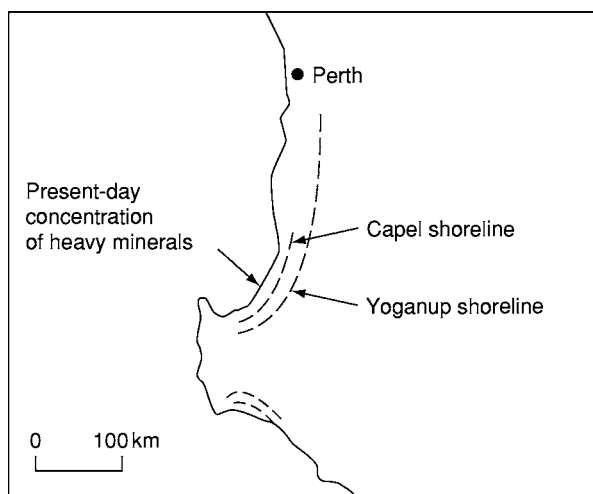 Perth
Present-day
concentration
of heavy minerals
Capel shoreline
Yoganup shoreline
0 100 km